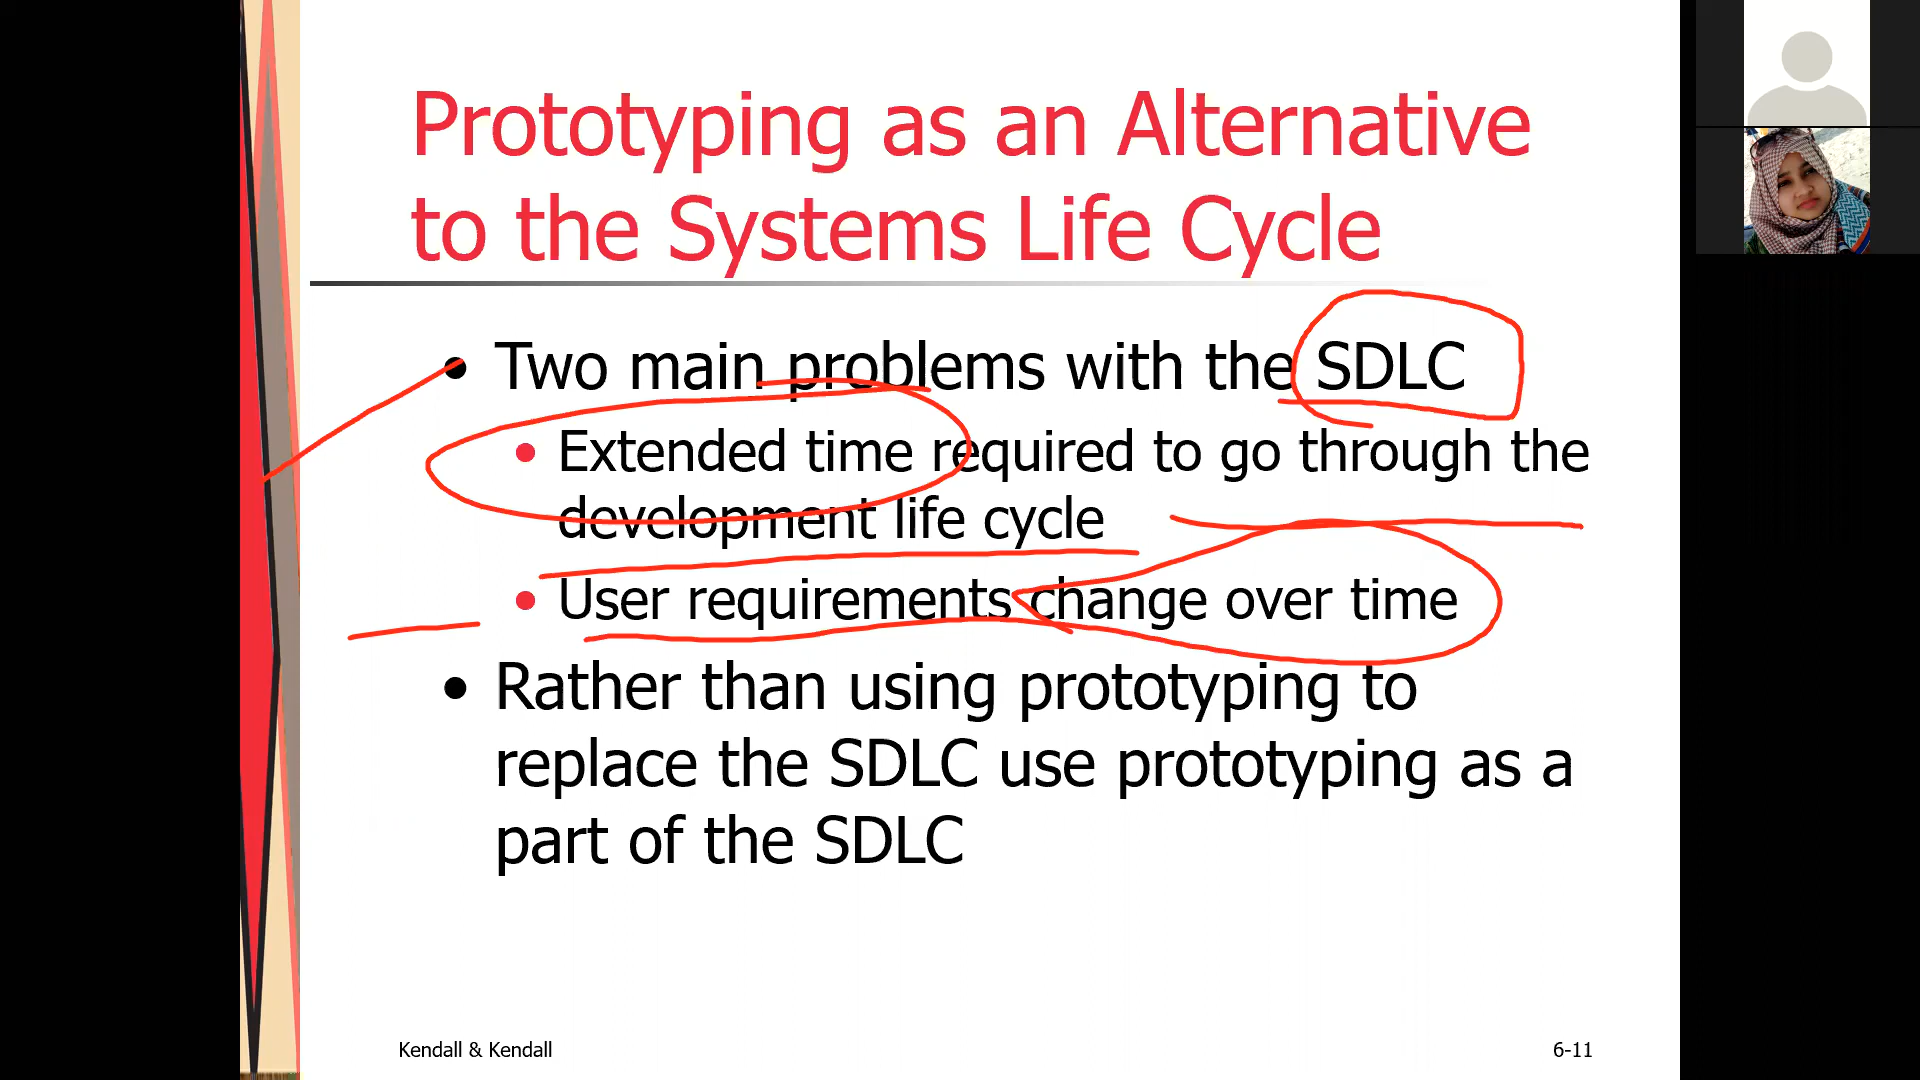 Prototyping as an Alternative
to the Systems Life Cycle
• Two main problems with the SDLC
• Extended time required to go through the
development life cycle
• User requirements change over time
• Rather than using prototyping to
replace the SDLC use prototyping as a
part of the SDLC
Kendall & Kendall
6-11